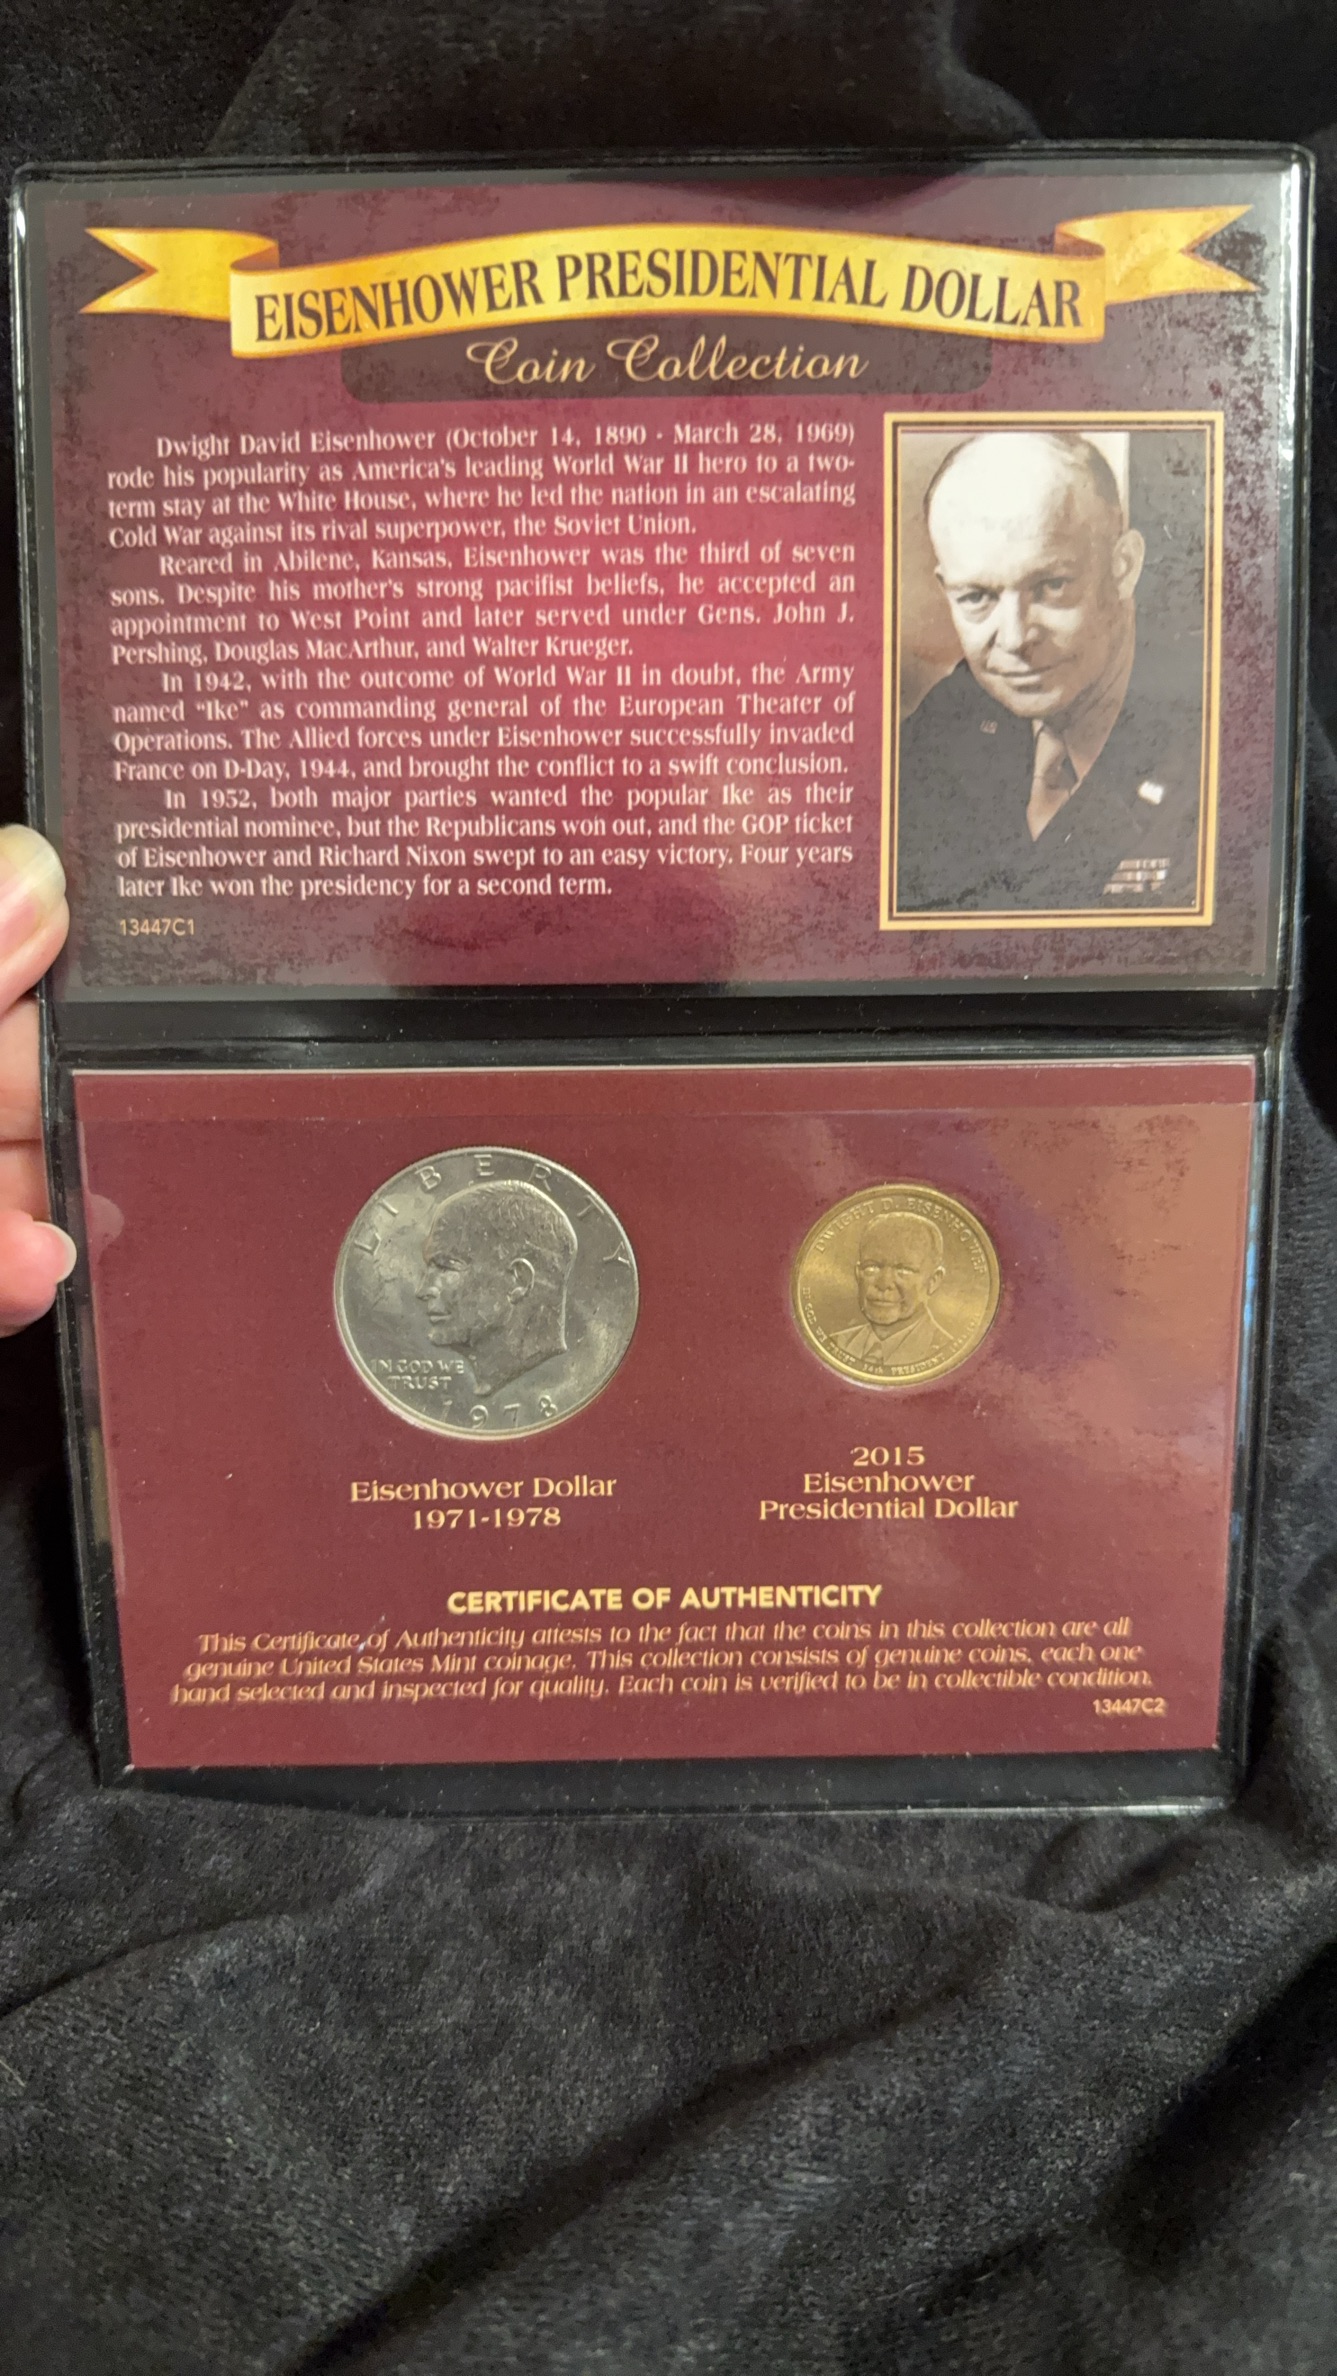 EISENHOWER PRESIDENTIAL DOLLAR
Coin Collection
Dwight David Eisenhower (October 14, 1890 - March 28, 1969)
rode his popularity as America's leading World War II hero to a two-
term stay at the White House, where he led the nation in an escalating
Cold War against its rival superpower, the Soviet Union.
Reared in Abilene, Kansas, Eisenhower was the third of seven
sons. Despite his mother's strong pacifist beliefs, he accepted an
appointment to West Point and later served under Gens. John J.
Pershing, Douglas MacArthur, and Walter Krueger.
In 1942, with the outcome of World War II in doubt, the Army
named "Ike" as commanding general of the European Theater of
Operations. The Allied forces under Eisenhower successfully invaded
France on D-Day, 1944, and brought the conflict to a swift conclusion.
In 1952, both major parties wanted the popular Ike as their
presidential nominee, but the Republicans won out, and the GOP ticket
of Eisenhower and Richard Nixon swept to an easy victory. Four years
later Ike won the presidency for a second term.
13447C1
LIBERTY
IN GOD WE
TRUST
1978
DWIGHT D. EISENHOWER
IN GOD WE TRUST 34th PRESIDENT
Eisenhower Dollar
1971-1978
2015
Eisenhower
Presidential Dollar
CERTIFICATE OF AUTHENTICITY
This Certificate of Authenticity attests to the fact that the coins in this collection are all
genuine United States Mint coinage. This collection consists of genuine coins, each one
hand selected and inspected for quality. Each coin is verified to be in collectible condition.
13447C2